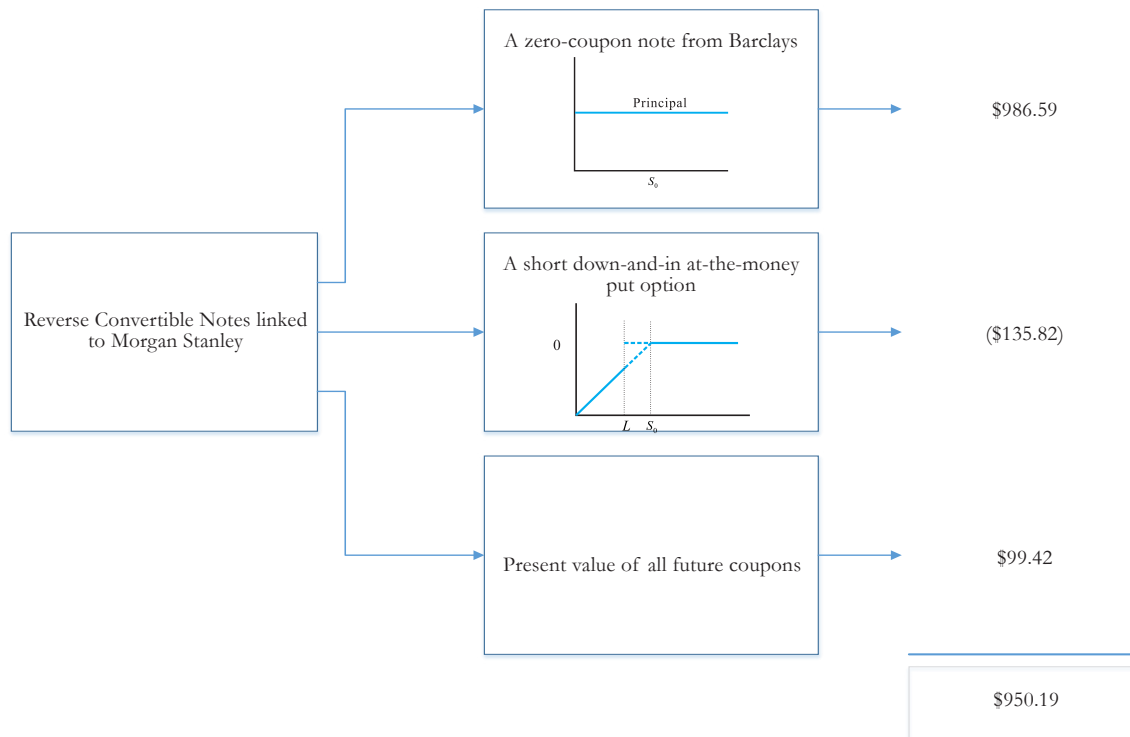 A zero-coupon note from Barclays
Principal
S₀
$986.59
Reverse Convertible Notes linked
to Morgan Stanley
A short down-and-in at-the-money
put option
0
L S₀
($135.82)
Present value of all future coupons
$99.42
$950.19